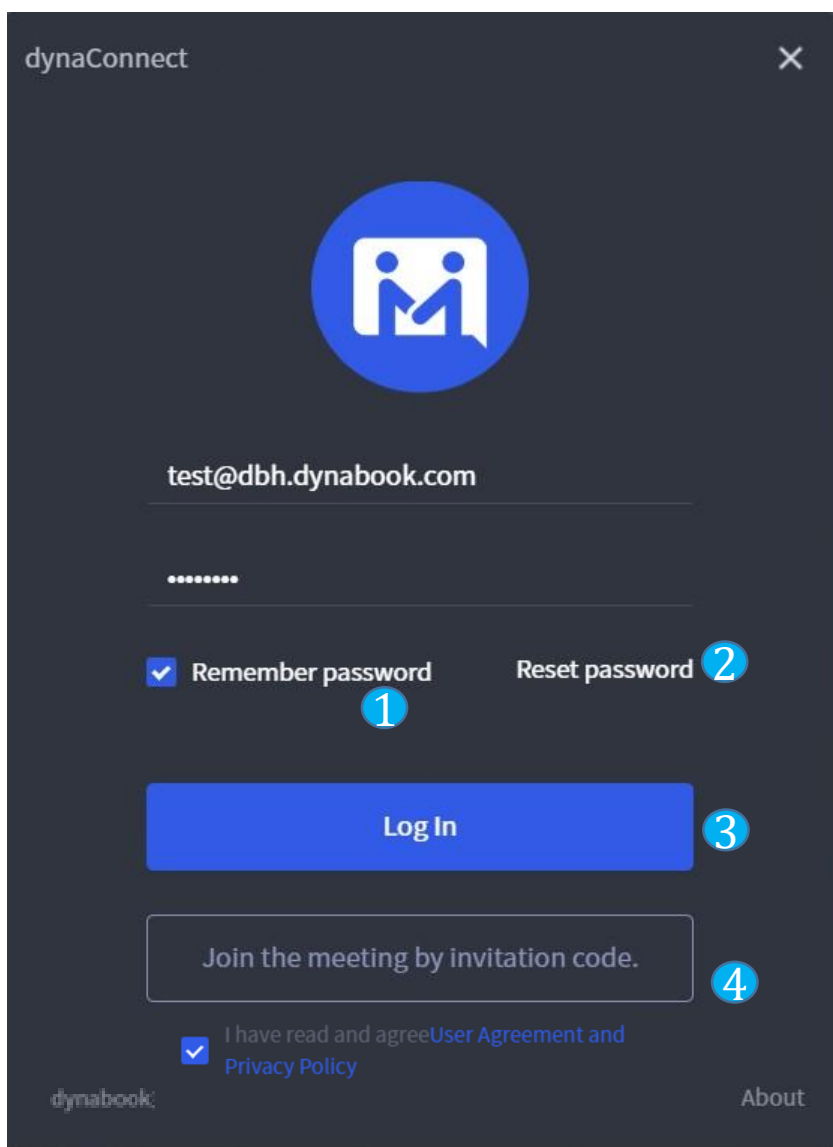 dynaConnect
test@dbh.dynabook.com
Remember password
Reset password 2
1
Log In
3
Join the meeting by invitation code.
4
I have read and agreeUser Agreement and
Privacy Policy
dynabook
About